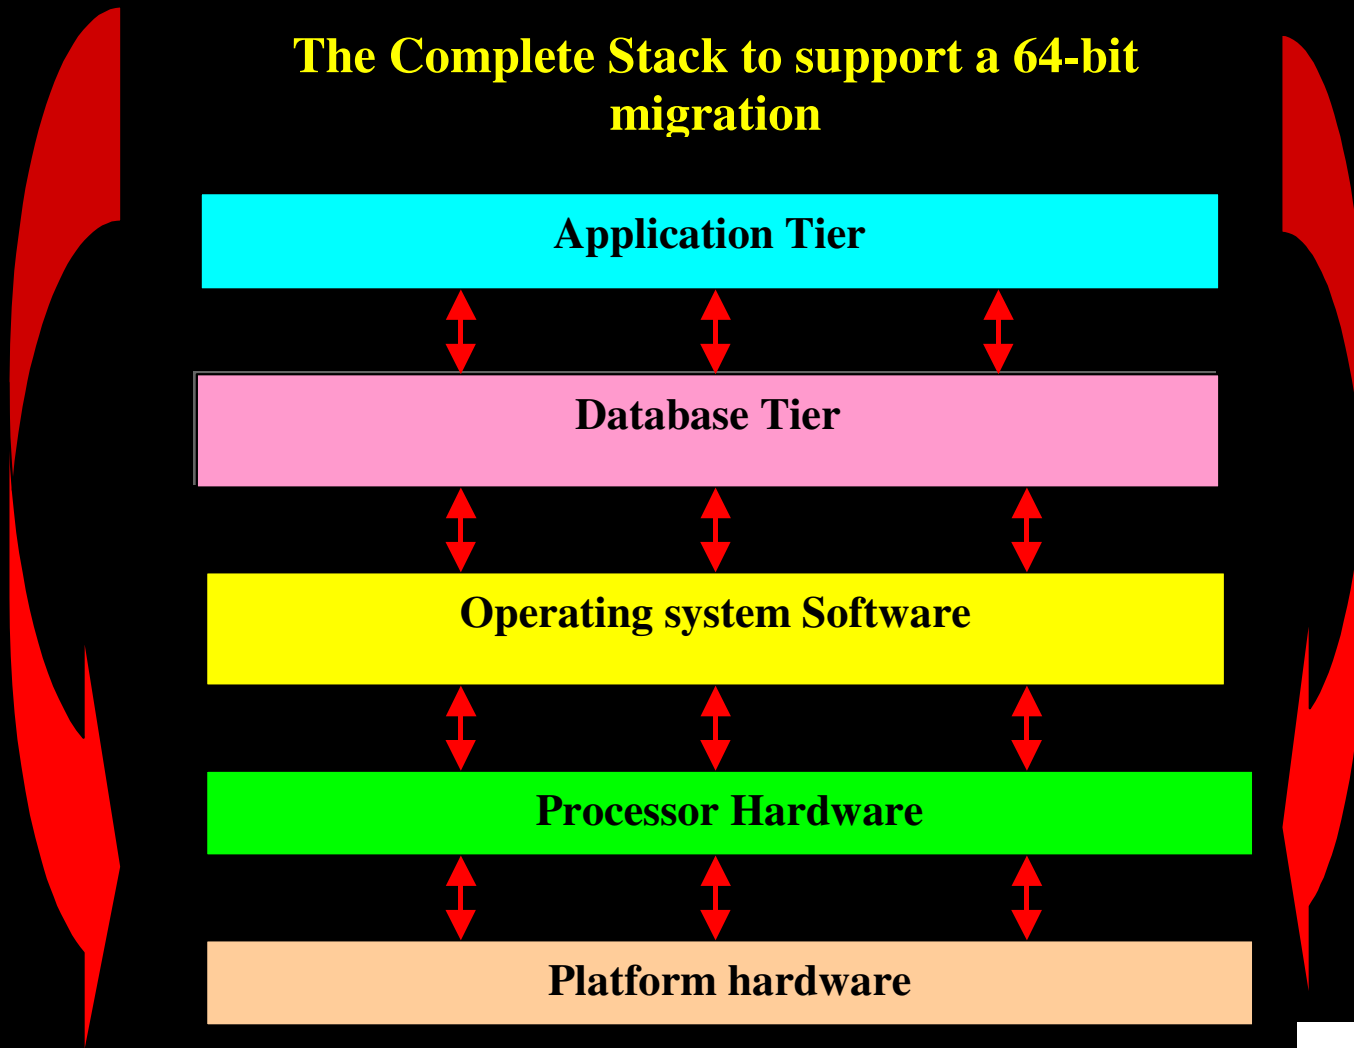 The Complete Stack to support a 64-bit
migration
Application Tier
Database Tier
Operating system Software
Processor Hardware
Platform hardware